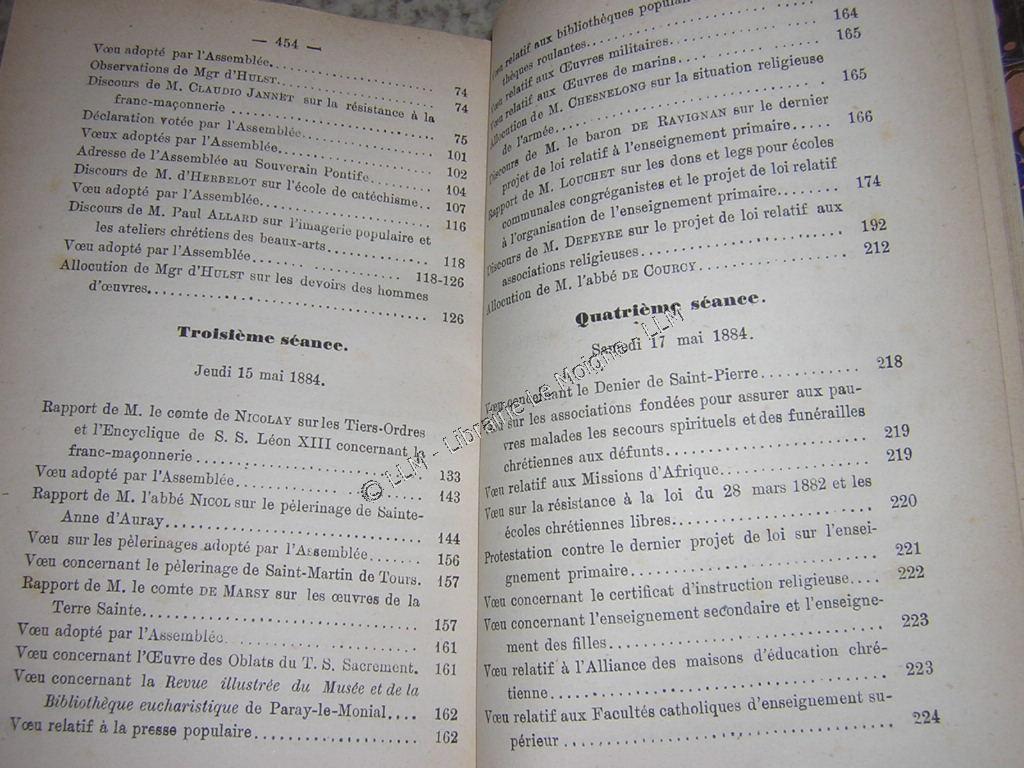 — 454 —
Vœu adopté par l'Assemblée.................. 74
Observations de Mgr d'HULST.................. 74
Discours de M. CLAUDIO JANNET sur la résistance à la
franc-maçonnerie.................. 75
Déclaration votée par l'Assemblée.................. 101
Vœux adoptés par l'Assemblée.................. 102
Adresse de l'Assemblée au Souverain Pontife......... 104
Discours de M. d'HERBELOT sur l'école de catéchisme.. 107
Vœu adopté par l'Assemblée.................. 116
Discours de M. PAUL ALLARD sur l'imagerie populaire et
les ateliers chrétiens des beaux-arts.................. 118
Vœu adopté par l'Assemblée.................. 118-126
Allocution de Mgr d'HULST sur les devoirs des hommes
d'œuvres.................. 126
Troisième séance.
Jeudi 15 mai 1884.
Rapport de M. le comte de NICOLAY sur les Tiers-Ordres
et l'Encyclique de S. S. Léon XIII concernant la
franc-maçonnerie.................. 133
Vœu adopté par l'Assemblée.................. 143
Rapport de M. l'abbé NICOL sur le pèlerinage de Sainte-
Anne d'Auray.................. 144
Vœu sur les pèlerinages adopté par l'Assemblée....... 156
Vœu concernant le pèlerinage de Saint-Martin de Tours. 157
Rapport de M. le comte DE MARSY sur les œuvres de la
Terre Sainte.................. 157
Vœu adopté par l'Assemblée.................. 161
Vœu concernant l'Œuvre des Oblats du T. S. Sacrement. 161
Vœu concernant la Revue illustrée du Musée et de la
Bibliothèque eucharistique de Paray-le-Monial.... 162
Vœu relatif à la presse populaire.................. 162
Vœu relatif aux bibliothèques
thèques roulantes.................. 164
Vœu relatif aux Œuvres militaires.................. 165
Vœu relatif aux Œuvres de marins..................
Allocution de M. CHESNELONG sur la situation religieuse
de l'armée.................. 165
Discours de M. le baron DE RAVIGNAN sur le dernier
projet de loi relatif à l'enseignement primaire..... 166
Rapport de M. LOUCHET sur les dons et legs pour écoles
communales congréganistes et le projet de loi relatif
à l'organisation de l'enseignement primaire........ 174
Discours de M. DEPEYRE sur le projet de loi relatif aux
associations religieuses.................. 192
Allocution de M. l'abbé DE COURCY.................. 212
Quatrième séance.
Samedi 17 mai 1884.
Vœu concernant le Denier de Saint-Pierre............ 218
sur les associations fondées pour assurer aux pau-
vres malades les secours spirituels et des funérailles
chrétiennes aux défunts.................. 219
Vœu relatif aux Missions d'Afrique.................. 219
Vœu sur la résistance à la loi du 28 mars 1882 et les
écoles chrétiennes libres.................. 220
Protestation contre le dernier projet de loi sur l'ensei-
gnement primaire.................. 221
Vœu concernant le certificat d'instruction religieuse.... 222
Vœu concernant l'enseignement secondaire et l'enseigne-
ment des filles.................. 223
Vœu relatif à l'Alliance des maisons d'éducation chré-
tienne.................. 223
Vœu relatif aux Facultés catholiques d'enseignement su-
périeur.................. 224
© LLM - Librairie Le Moigne - LLM